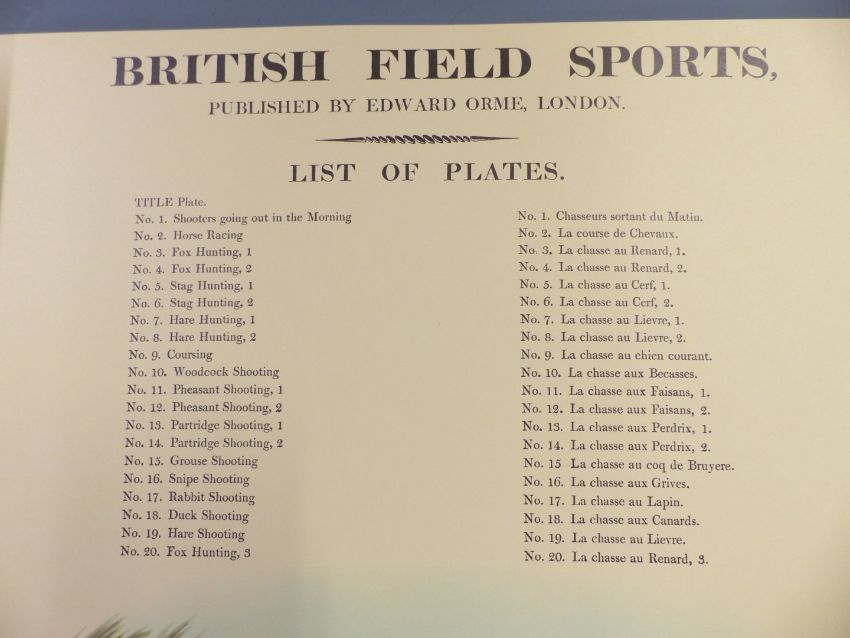 BRITISH FIELD SPORTS,
PUBLISHED BY EDWARD ORME, LONDON.
LIST OF PLATES.
TITLE Plate.
No. 1. Shooters going out in the Morning
No. 2. Horse Racing
No. 3. Fox Hunting, 1
No. 4. Fox Hunting, 2
No. 5. Stag Hunting, 1
No. 6. Stag Hunting, 2
No. 7. Hare Hunting, 1
No. 8. Hare Hunting, 2
No. 9. Coursing
No. 10. Woodcock Shooting
No. 11. Pheasant Shooting, 1
No. 12. Pheasant Shooting, 2
No. 13. Partridge Shooting, 1
No. 14. Partridge Shooting, 2
No. 15. Grouse Shooting
No. 16. Snipe Shooting
No. 17. Rabbit Shooting
No. 18. Duck Shooting
No. 19. Hare Shooting
No. 20. Fox Hunting, 3
No. 1. Chasseurs sortant du Matin.
No. 2. La course de Chevaux.
No. 3. La chasse au Renard, 1.
No. 4. La chasse au Renard, 2.
No. 5. La chasse au Cerf, 1.
No. 6. La chasse au Cerf, 2.
No. 7. La chasse au Lievre, 1.
No. 8. La chasse au Lievre, 2.
No. 9. La chasse au chien courant.
No. 10. La chasse aux Becasses.
No. 11. La chasse aux Faisans, 1.
No. 12. La chasse aux Faisans, 2.
No. 13. La chasse aux Perdrix, 1.
No. 14. La chasse aux Perdrix, 2.
No. 15 La chasse au coq de Bruyere.
No. 16. La chasse aux Grives.
No. 17. La chasse au Lapin.
No. 18. La chasse aux Canards.
No. 19. La chasse au Lievre.
No. 20. La chasse au Renard, 3.